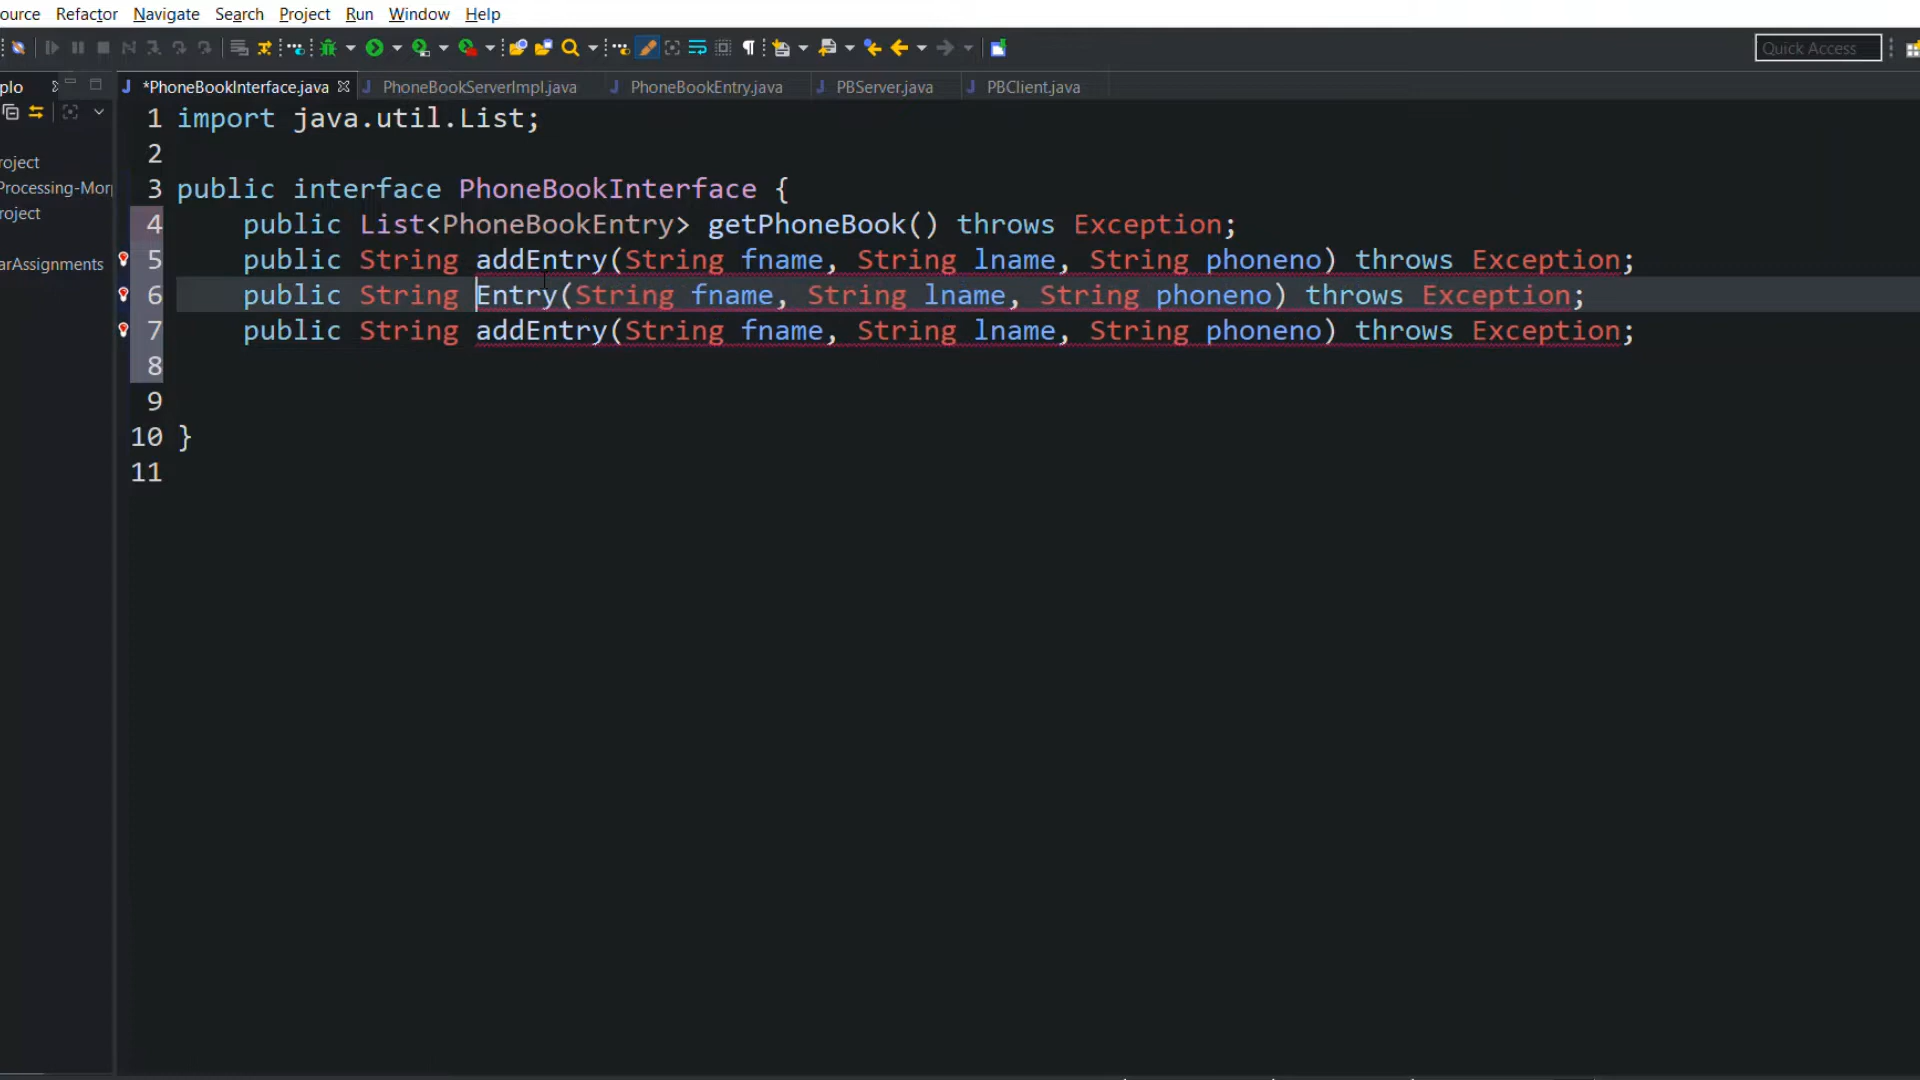 ource Refactor Navigate Search Project Run Window Help
Quick Access
plo *PhoneBookInterface.java PhoneBookServerImpl.java PhoneBookEntry.java PBServer.java PBClient.java
roject
Processing-Mor
roject
arAssignments
1 import java.util.List;
2
3 public interface PhoneBookInterface {
4 public List<PhoneBookEntry> getPhoneBook() throws Exception;
5 public String addEntry(String fname, String lname, String phoneno) throws Exception;
6 public String Entry(String fname, String lname, String phoneno) throws Exception;
7 public String addEntry(String fname, String lname, String phoneno) throws Exception;
8
9
10 }
11